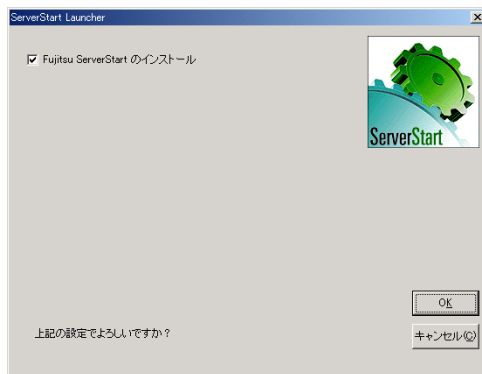 ServerStart Launcher
Fujitsu ServerStart のインストール
ServerStart
OK
上記の設定でよろしいですか？
キャンセル(C)